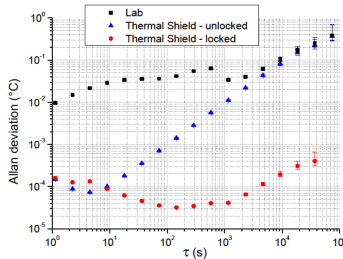 Lab
Thermal Shield - unlocked
Thermal Shield - locked
Allan deviation (°C)
10⁰
10⁻¹
10⁻²
10⁻³
10⁻⁴
10⁻⁵
10⁰ 10¹ 10² 10³ 10⁴ 10⁵
τ (s)